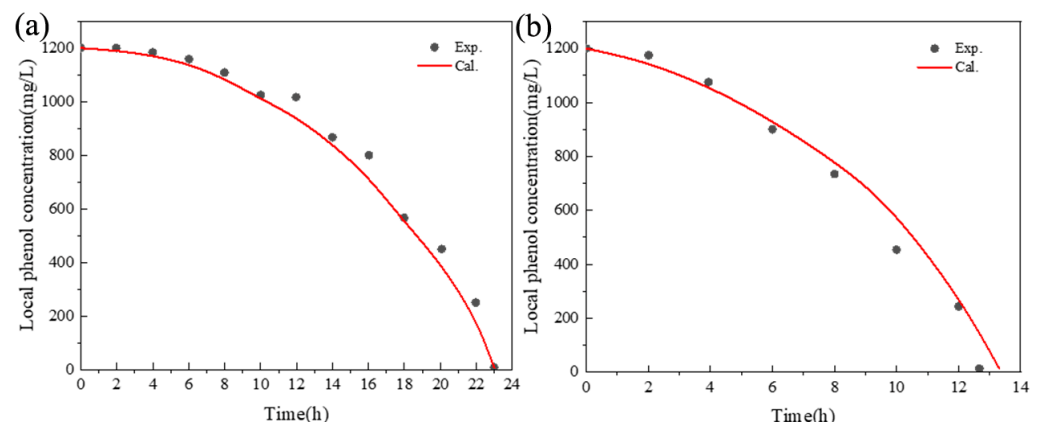 (a)
Local phenol concentration(mg/L)
1200
1000
800
600
400
200
0
Exp.
Cal.
0 2 4 6 8 10 12 14 16 18 20 22 24
Time(h)
(b)
Local phenol concentration(mg/L)
1200
1000
800
600
400
200
0
Exp.
Cal.
0 2 4 6 8 10 12 14
Time(h)